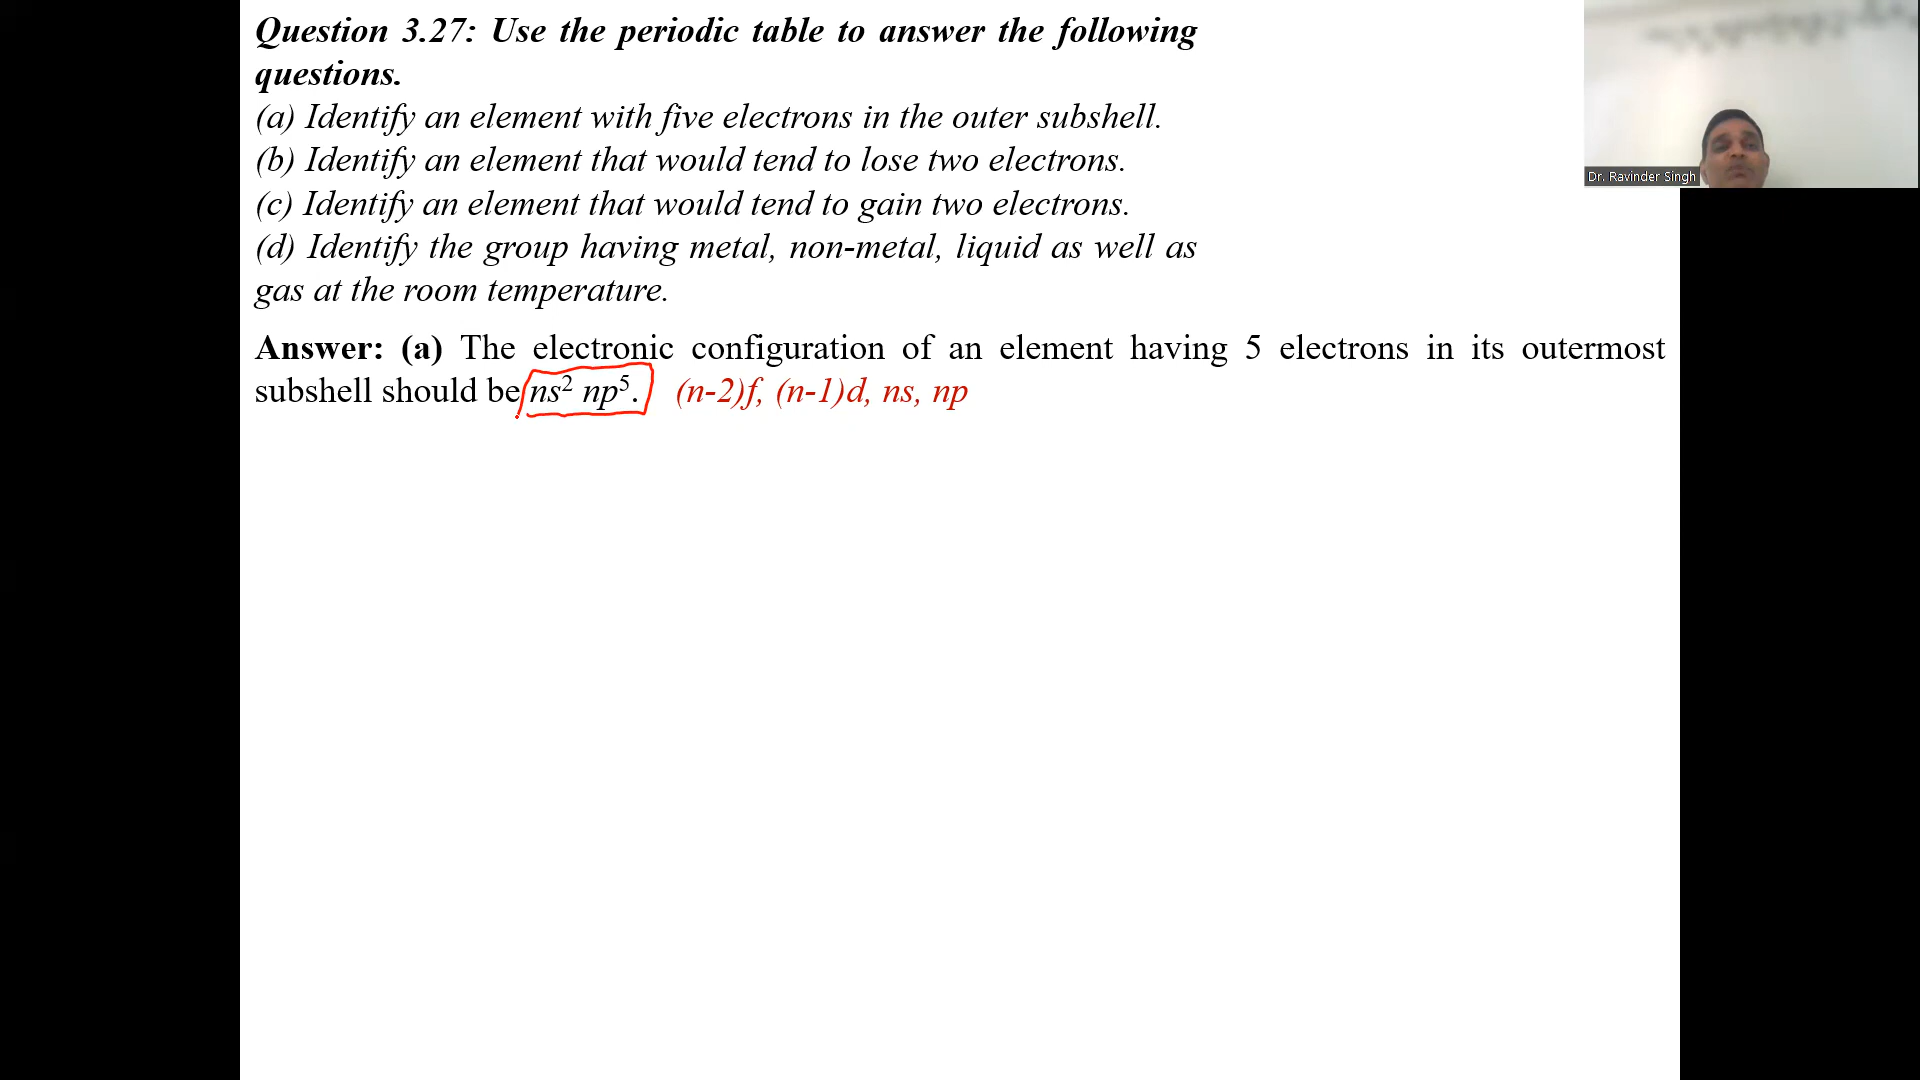 Question 3.27: Use the periodic table to answer the following
questions.
(a) Identify an element with five electrons in the outer subshell.
(b) Identify an element that would tend to lose two electrons.
(c) Identify an element that would tend to gain two electrons.
(d) Identify the group having metal, non-metal, liquid as well as
gas at the room temperature.
Dr. Ravinder Singh
Answer: (a) The electronic configuration of an element having 5 electrons in its outermost
subshell should be ns² np⁵. (n-2)f, (n-1)d, ns, np